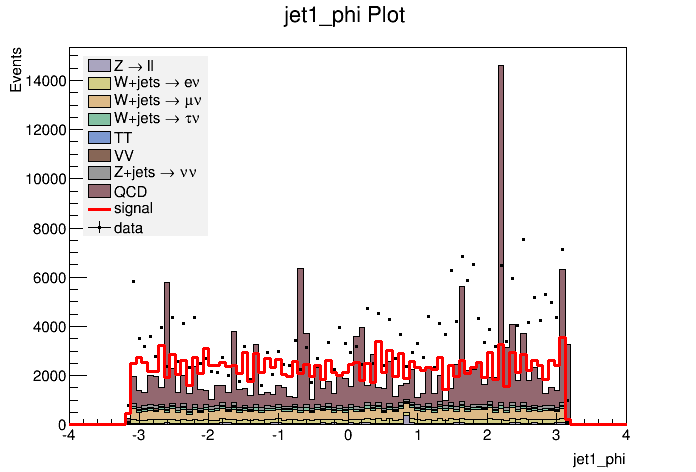 jet1_phi Plot
Events
14000
12000
10000
8000
6000
4000
2000
0
Z → ll
W+jets → eν
W+jets → μν
W+jets → τν
TT
VV
Z+jets → νν
QCD
signal
data
-4 -3 -2 -1 0 1 2 3 4
jet1_phi